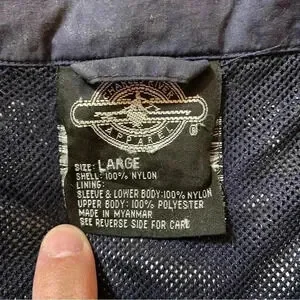 APPAREL
®
SIZE: LARGE
SHELL: 100% NYLON
LINING:
SLEEVE & LOWER BODY: 100% NYLON
UPPER BODY: 100% POLYESTER
MADE IN MYANMAR
SEE REVERSE SIDE FOR CARE